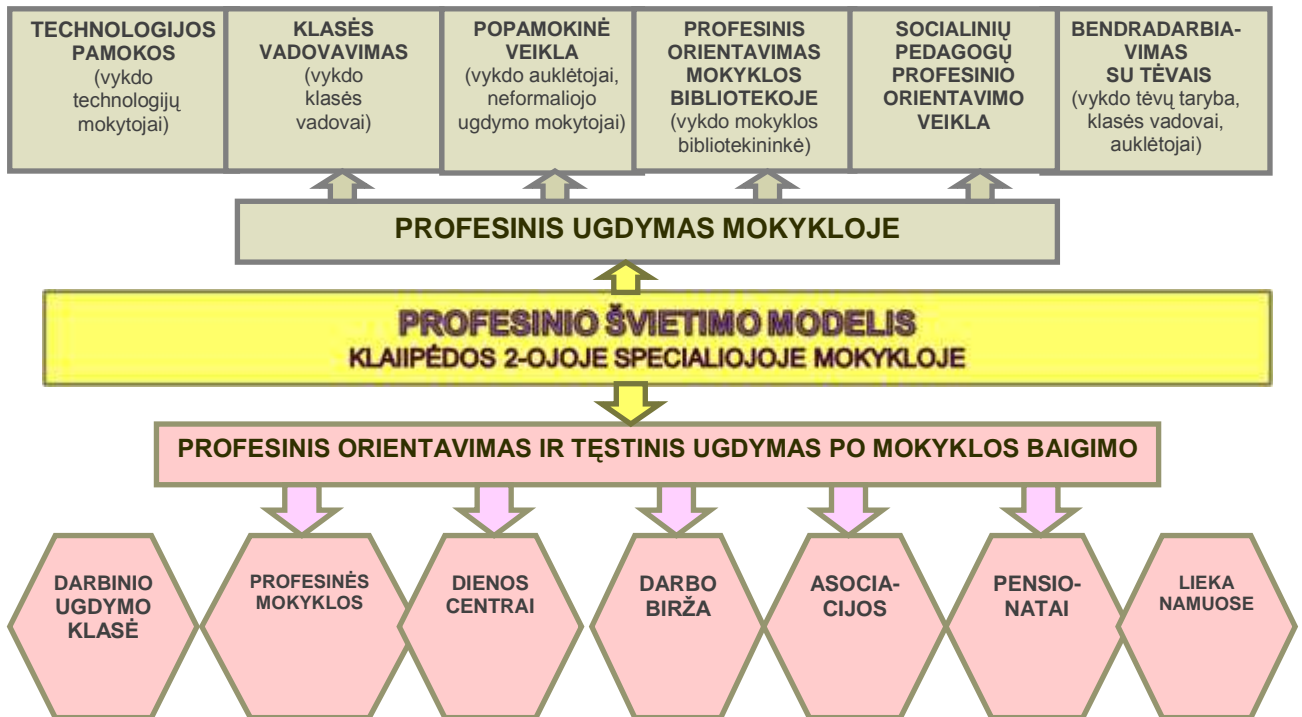 TECHNOLOGIJOS
PAMOKOS
(vykdo
technologijų
mokytojai)
KLASĖS
VADOVAVIMAS
(vykdo
klasės
vadovai)
POPAMOKINĖ
VEIKLA
(vykdo auklėtojai,
neformaliojo
ugdymo mokytojai)
PROFESINIS
ORIENTAVIMAS
MOKYKLOS
BIBLIOTEKOJE
(vykdo mokyklos
bibliotekininkė)
SOCIALINIŲ
PEDAGOGŲ
PROFESINIO
ORIENTAVIMO
VEIKLA
BENDRADARBIA-
VIMAS
SU TĖVAIS
(vykdo tėvų taryba,
klasės vadovai,
auklėtojai)
PROFESINIS UGDYMAS MOKYKLOJE
PROFESINIO ŠVIETIMO MODELIS
KLAIIPĖDOS 2-OJOJE SPECIALIOJOJE MOKYKLOJE
PROFESINIS ORIENTAVIMAS IR TĘSTINIS UGDYMAS PO MOKYKLOS BAIGIMO
DARBINIO
UGDYMO
KLASĖ
PROFESINĖS
MOKYKLOS
DIENOS
CENTRAI
DARBO
BIRŽA
ASOCIA-
CIJOS
PENSIO-
NATAI
LIEKA
NAMUOSE